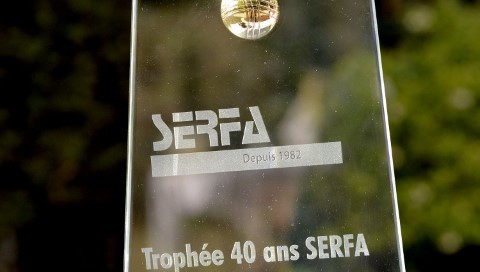 SERFA
Depuis 1982
Trophée 40 ans SERFA